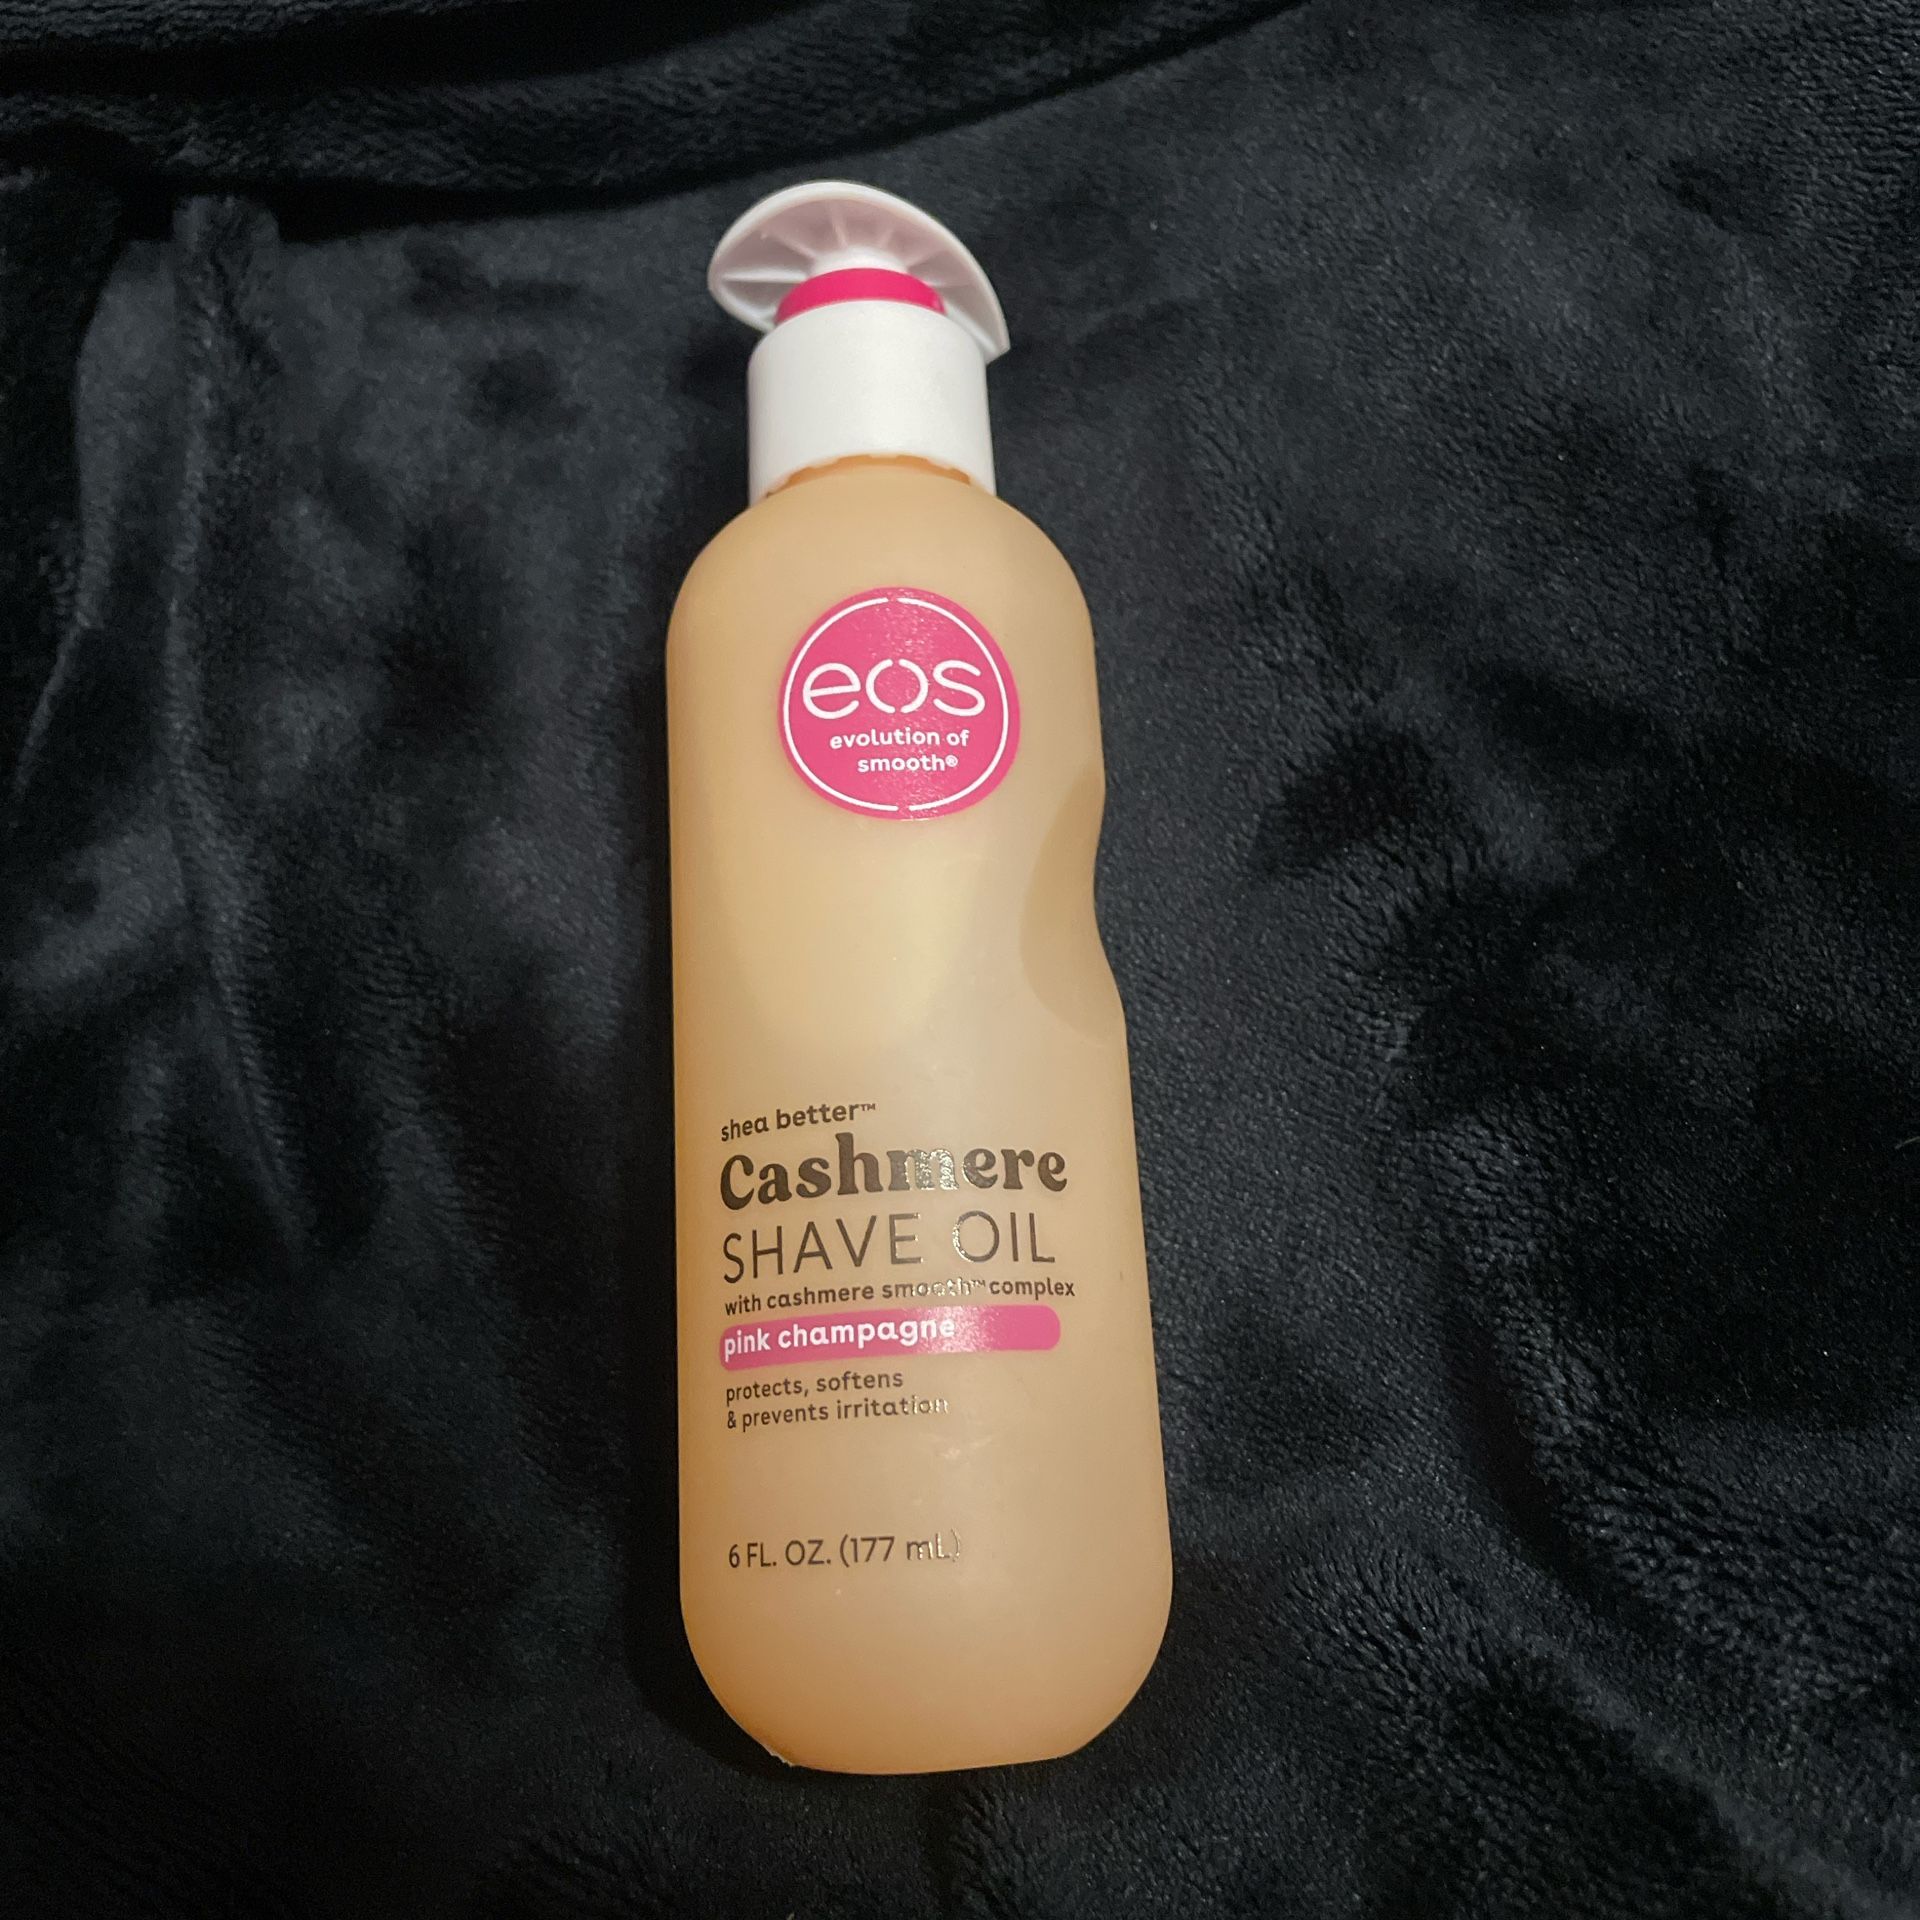 eos
evolution of
smooth®
shea better™
Cashmere
SHAVE OIL
with cashmere smooth™ complex
pink champagne
protects, softens
& prevents irritation
6 FL. OZ. (177 mL)